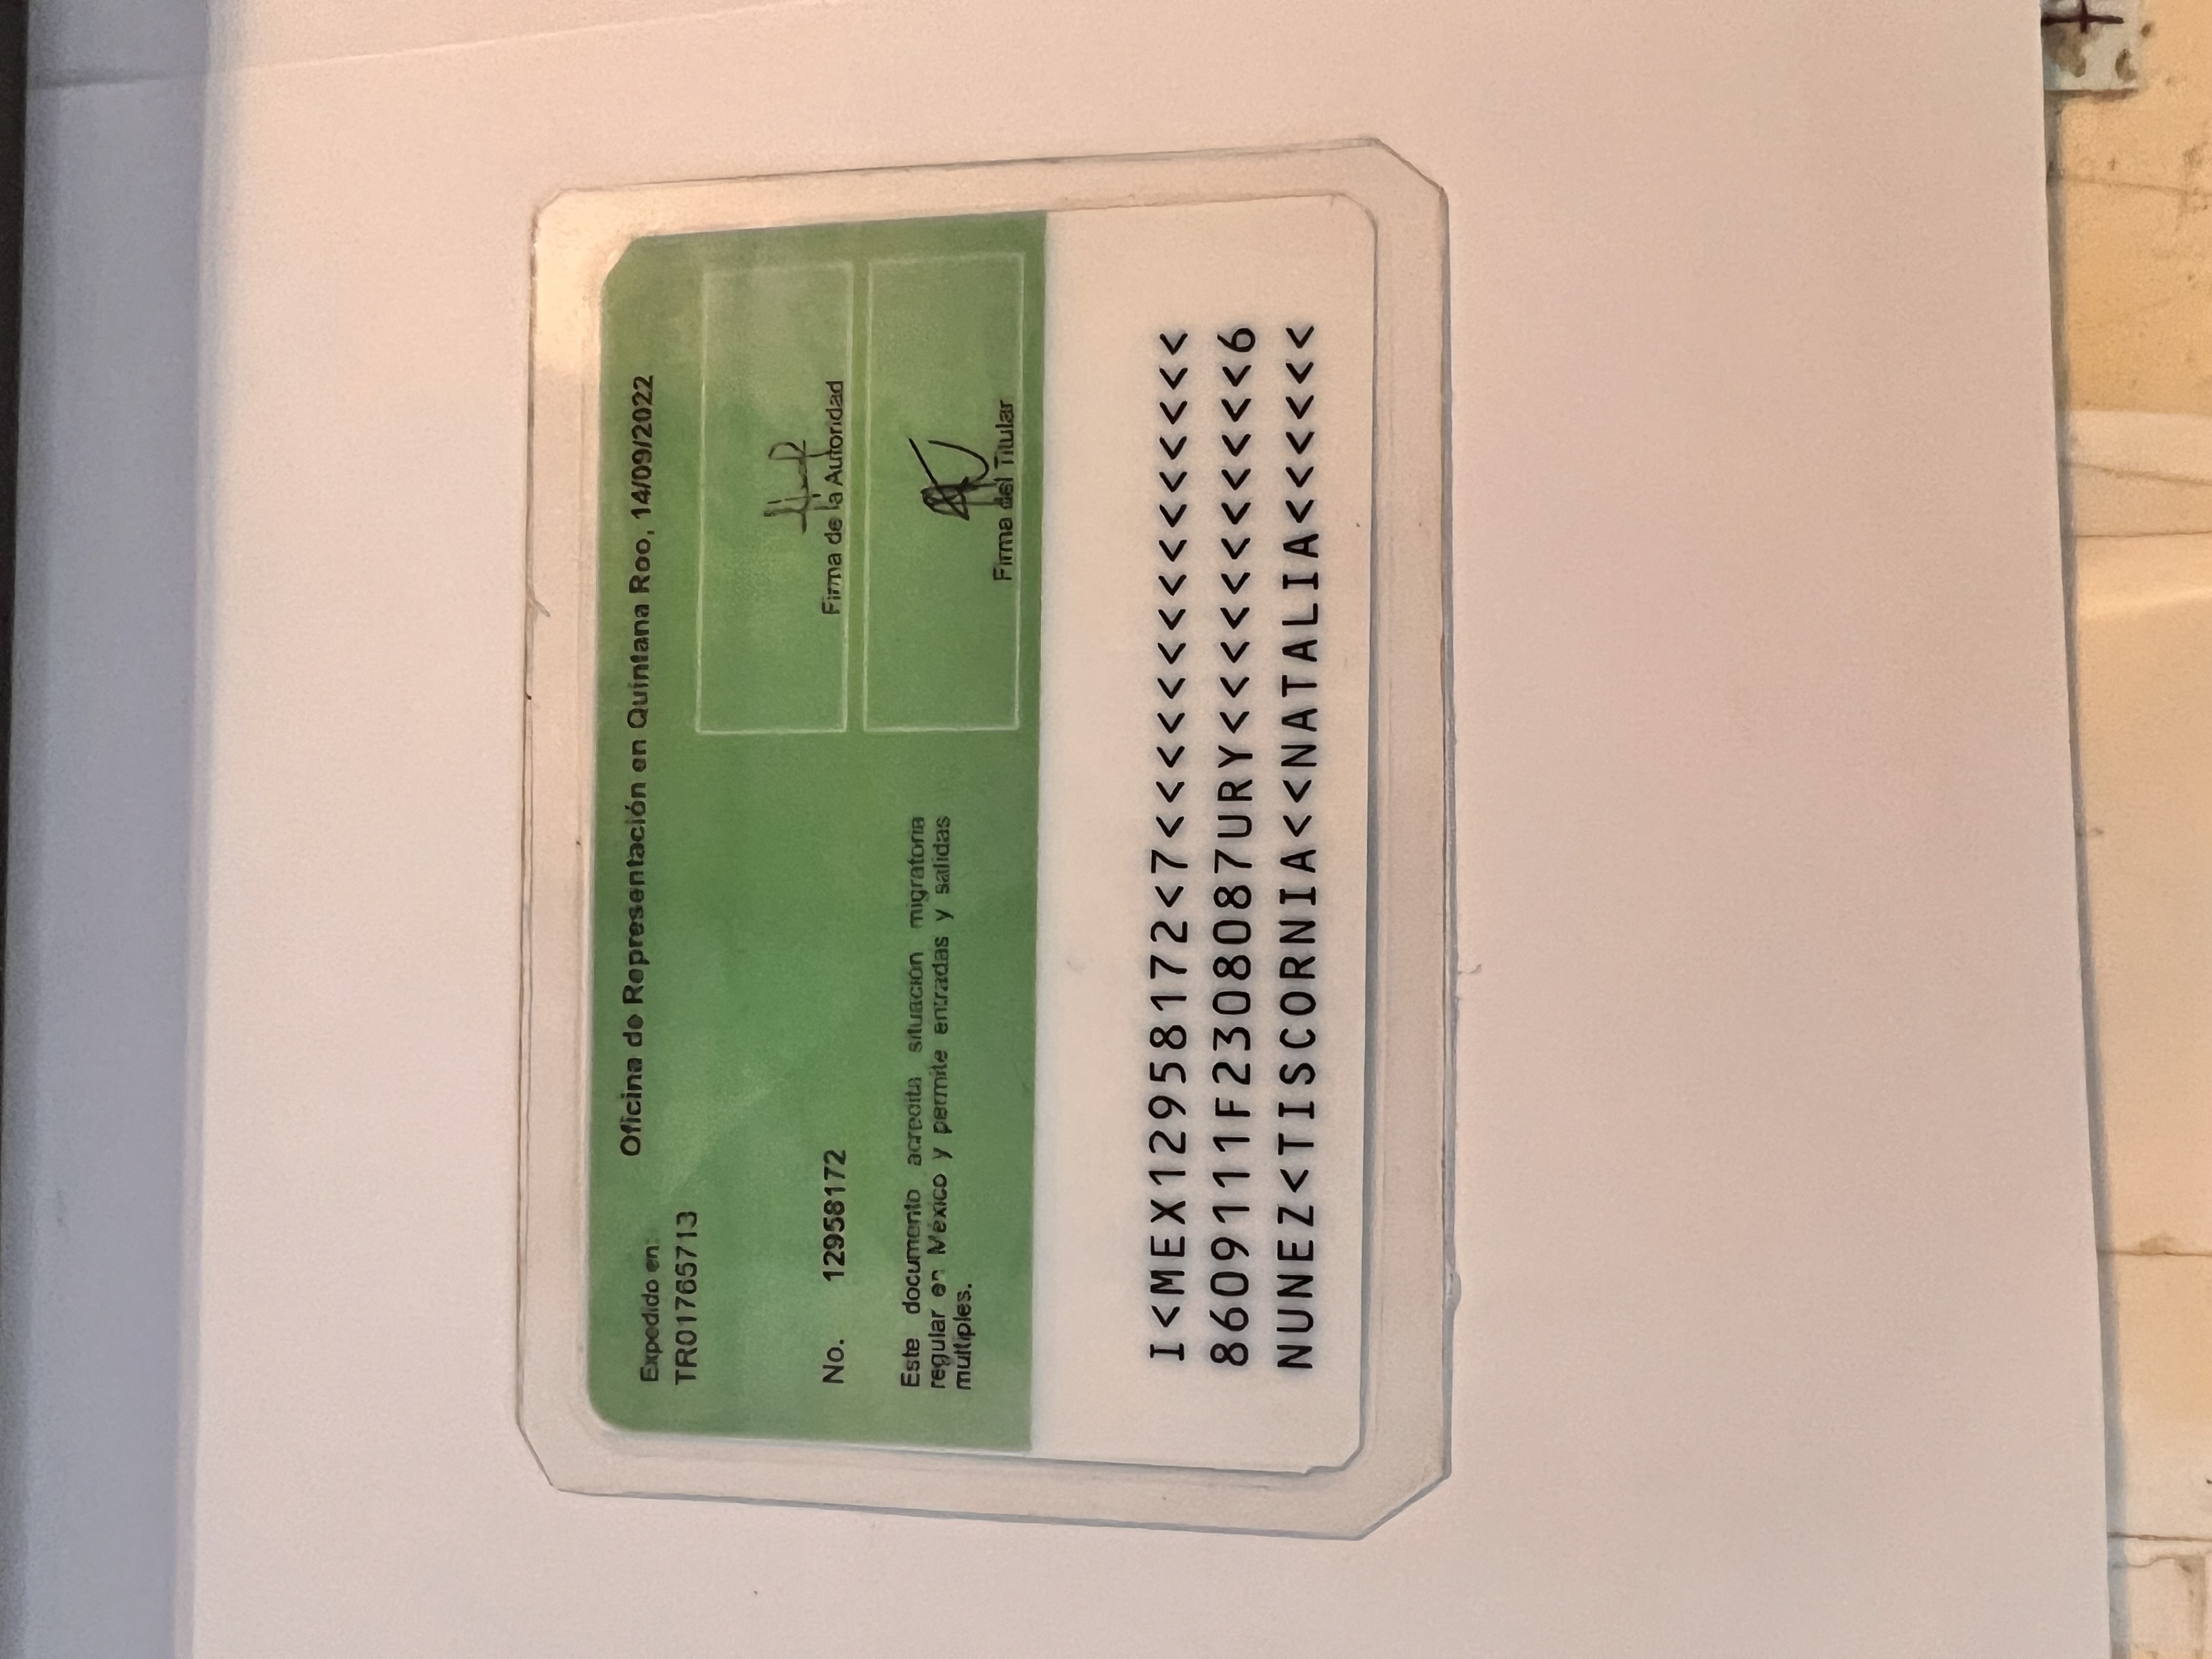 Expedido en: Oficina de Representación en Quintana Roo, 14/09/2022
TR01765713
No. 12958172
Firma de la Autoridad
Este documento acredita situación migratoria
regular en México y permite entradas y salidas
multiples.
Firma del Titular
I<MEX12958172<7<<<<<<<<<<<<<<<
8609111F2308087URY<<<<<<<<<<<6
NUNEZ<TISCORNIA<<NATALIA<<<<<<